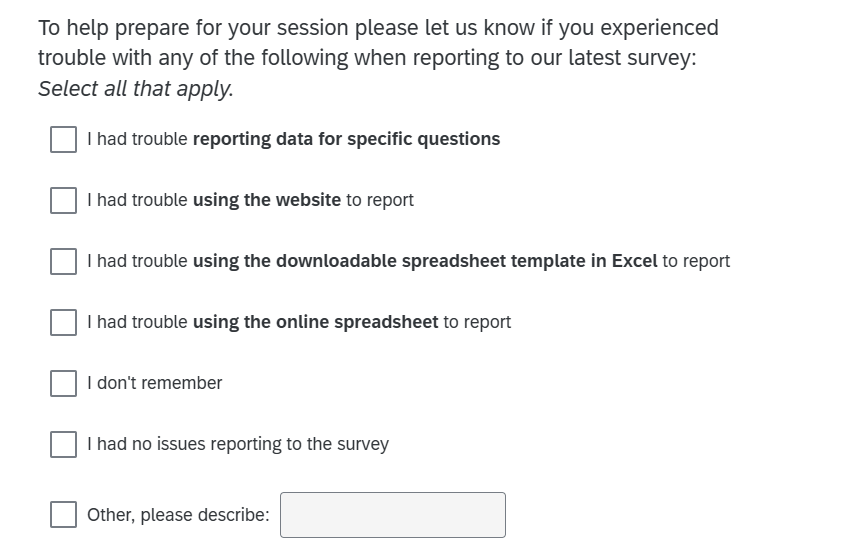 To help prepare for your session please let us know if you experienced
trouble with any of the following when reporting to our latest survey:
Select all that apply.
I had trouble reporting data for specific questions
I had trouble using the website to report
I had trouble using the downloadable spreadsheet template in Excel to report
I had trouble using the online spreadsheet to report
I don't remember
I had no issues reporting to the survey
Other, please describe: